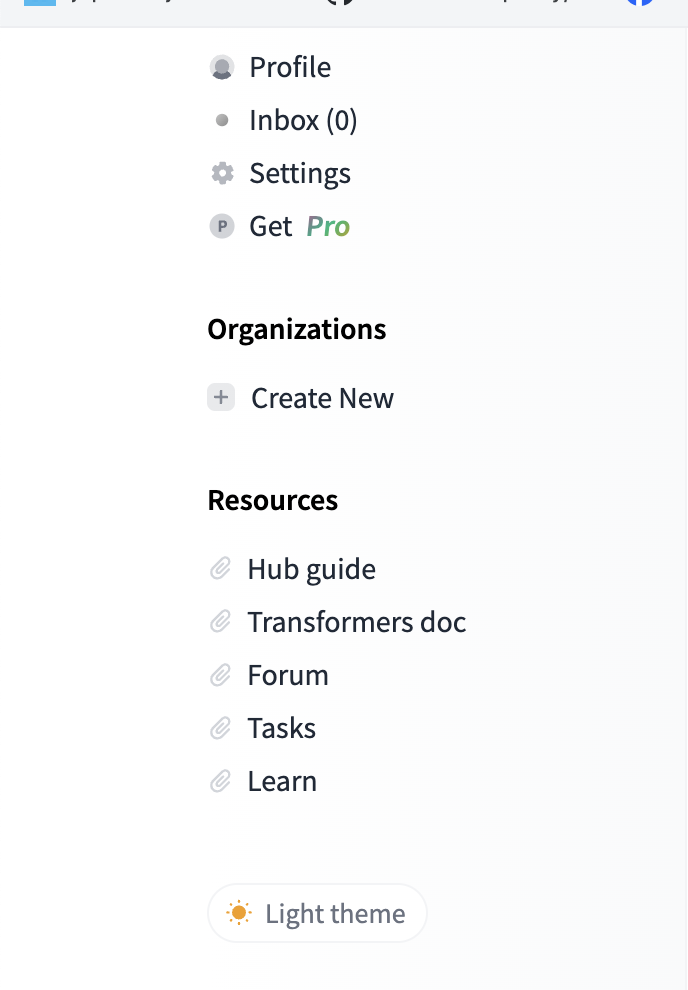 Profile
Inbox (0)
Settings
P Get Pro
Organizations
+ Create New
Resources
Hub guide
Transformers doc
Forum
Tasks
Learn
Light theme